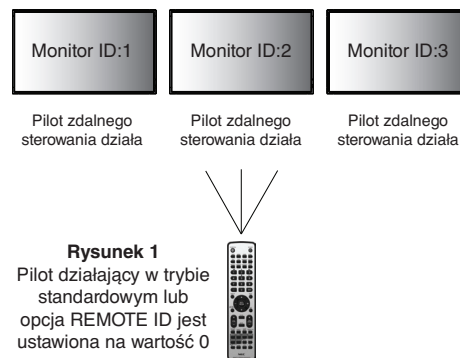 Monitor ID:1
Monitor ID:2
Monitor ID:3
Pilot zdalnego
sterowania działa
Pilot zdalnego
sterowania działa
Pilot zdalnego
sterowania działa
Rysunek 1
Pilot działający w trybie
standardowym lub
opcja REMOTE ID jest
ustawiona na wartość 0